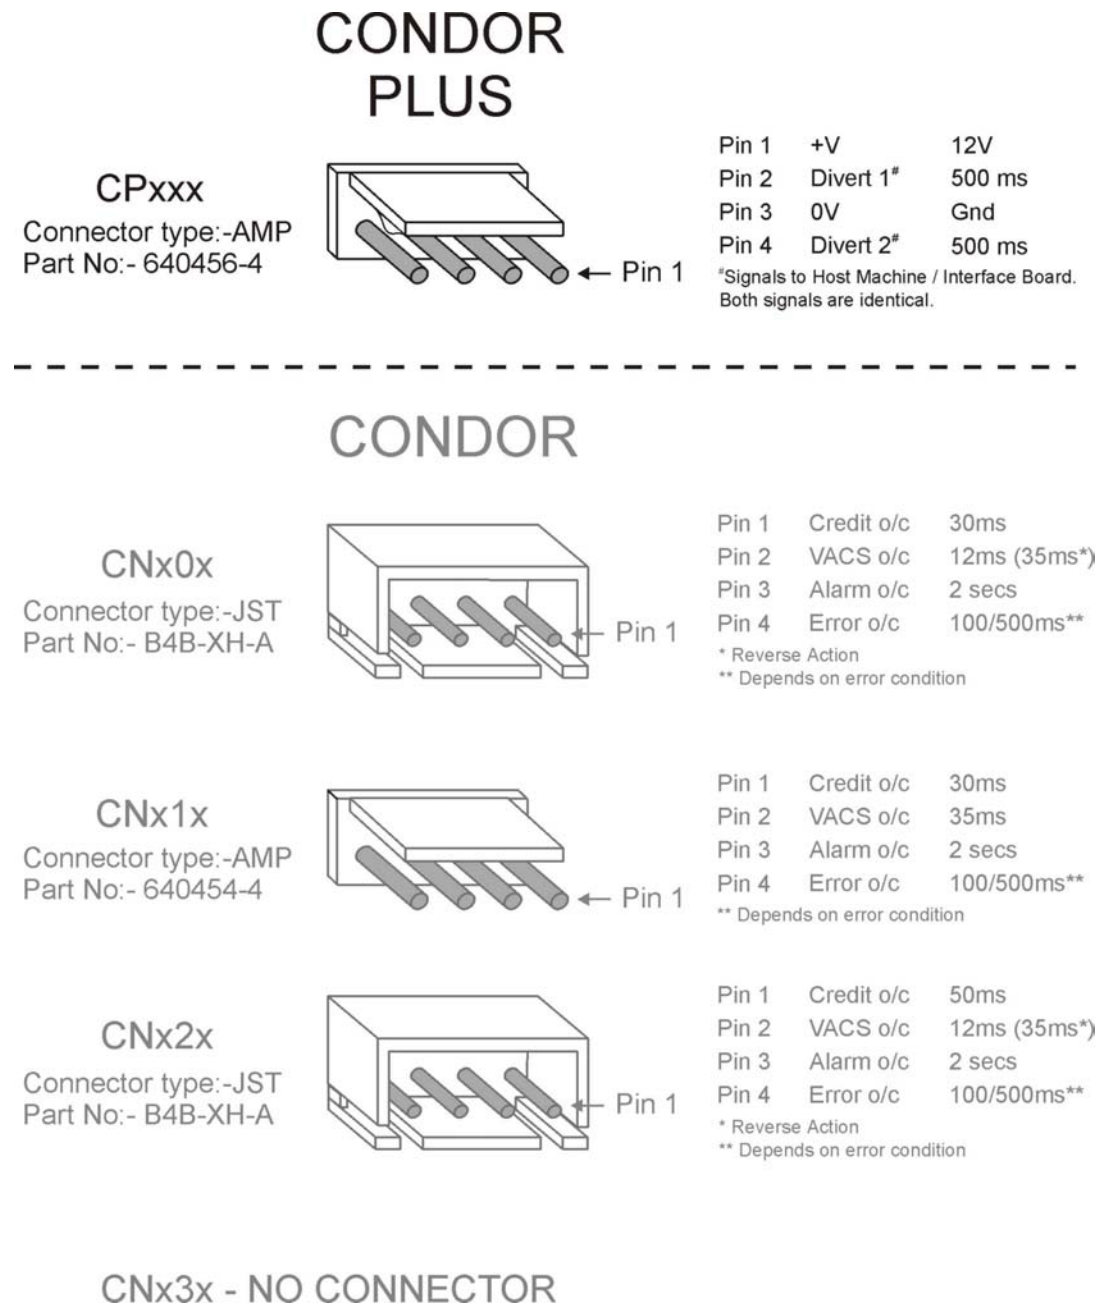 CONDOR
PLUS
CPxxx
Connector type:-AMP
Part No:- 640456-4
Pin 1
Pin 1 +V 12V
Pin 2 Divert 1# 500 ms
Pin 3 0V Gnd
Pin 4 Divert 2# 500 ms
#Signals to Host Machine / Interface Board.
Both signals are identical.
CONDOR
CNx0x
Connector type:-JST
Part No:- B4B-XH-A
Pin 1
Pin 1 Credit o/c 30ms
Pin 2 VACS o/c 12ms (35ms*)
Pin 3 Alarm o/c 2 secs
Pin 4 Error o/c 100/500ms**
* Reverse Action
** Depends on error condition
CNx1x
Connector type:-AMP
Part No:- 640454-4
Pin 1
Pin 1 Credit o/c 30ms
Pin 2 VACS o/c 35ms
Pin 3 Alarm o/c 2 secs
Pin 4 Error o/c 100/500ms**
** Depends on error condition
CNx2x
Connector type:-JST
Part No:- B4B-XH-A
Pin 1
Pin 1 Credit o/c 50ms
Pin 2 VACS o/c 12ms (35ms*)
Pin 3 Alarm o/c 2 secs
Pin 4 Error o/c 100/500ms**
* Reverse Action
** Depends on error condition
CNx3x - NO CONNECTOR